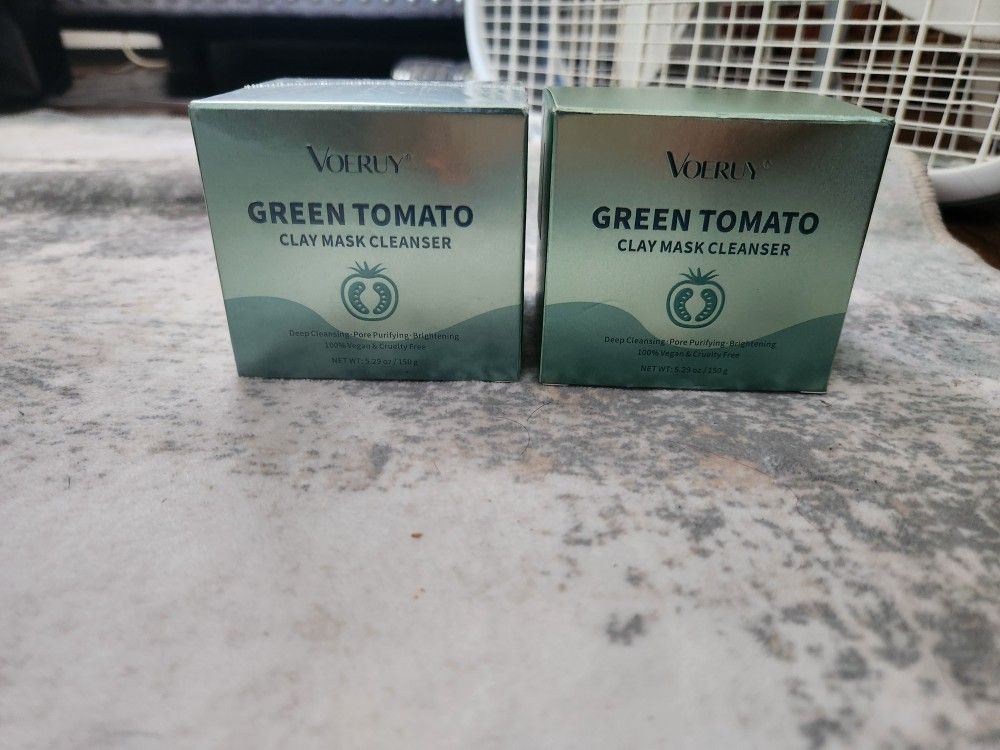 VOERUY®
GREEN TOMATO
CLAY MASK CLEANSER
Deep Cleansing·Pore Purifying·Brightening
100% Vegan & Cruelty Free
NET WT: 5.29 oz / 150 g
VOERUY®
GREEN TOMATO
CLAY MASK CLEANSER
Deep Cleansing·Pore Purifying·Brightening
100% Vegan & Cruelty Free
NET WT: 5.29 oz / 150 g